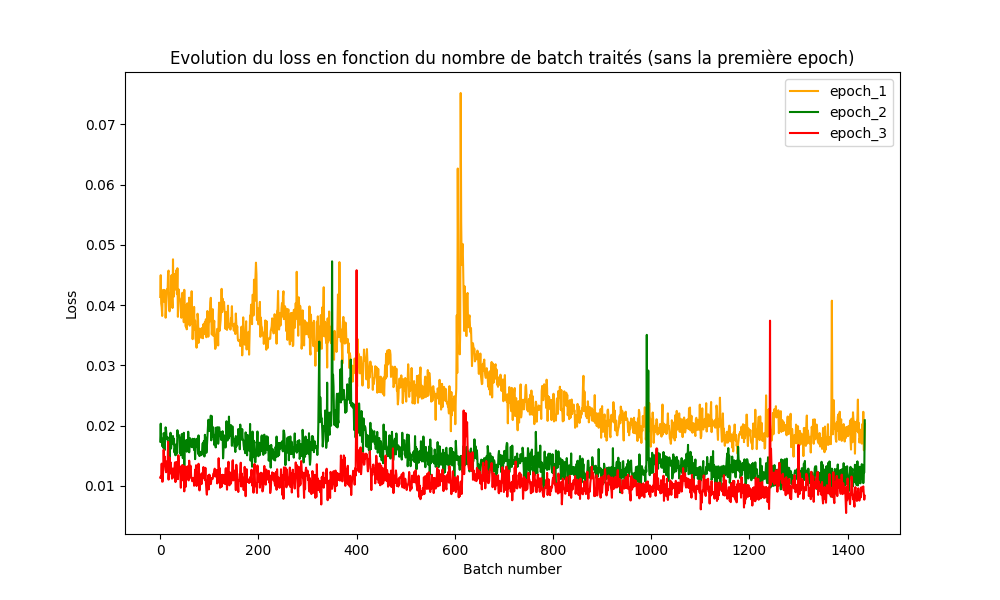 Evolution du loss en fonction du nombre de batch traités (sans la première epoch)
epoch_1
epoch_2
epoch_3
0.07
0.06
0.05
0.04
0.03
0.02
0.01
Loss
0 200 400 600 800 1000 1200 1400
Batch number